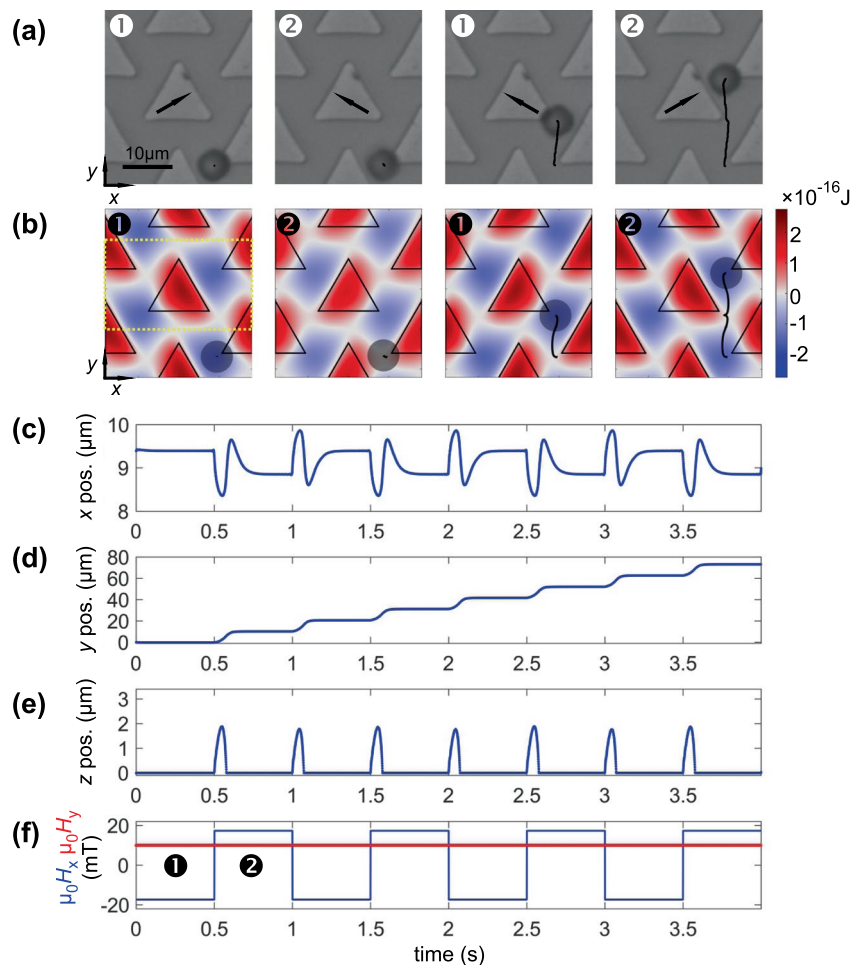 (a)
1 2 1 2
10µm
y
x
(b)
1 2 1 2
×10⁻¹⁶J
2
1
0
-1
-2
y
x
(c)
x pos. (µm)
10
9
8
0 0.5 1 1.5 2 2.5 3 3.5
(d)
y pos. (µm)
80
60
40
20
0
0 0.5 1 1.5 2 2.5 3 3.5
(e)
z pos. (µm)
3
2
1
0
0 0.5 1 1.5 2 2.5 3 3.5
(f)
µ₀Hₓ µ₀Hᵧ
(mT)
20
0
-20
1 2
0 0.5 1 1.5 2 2.5 3 3.5
time (s)